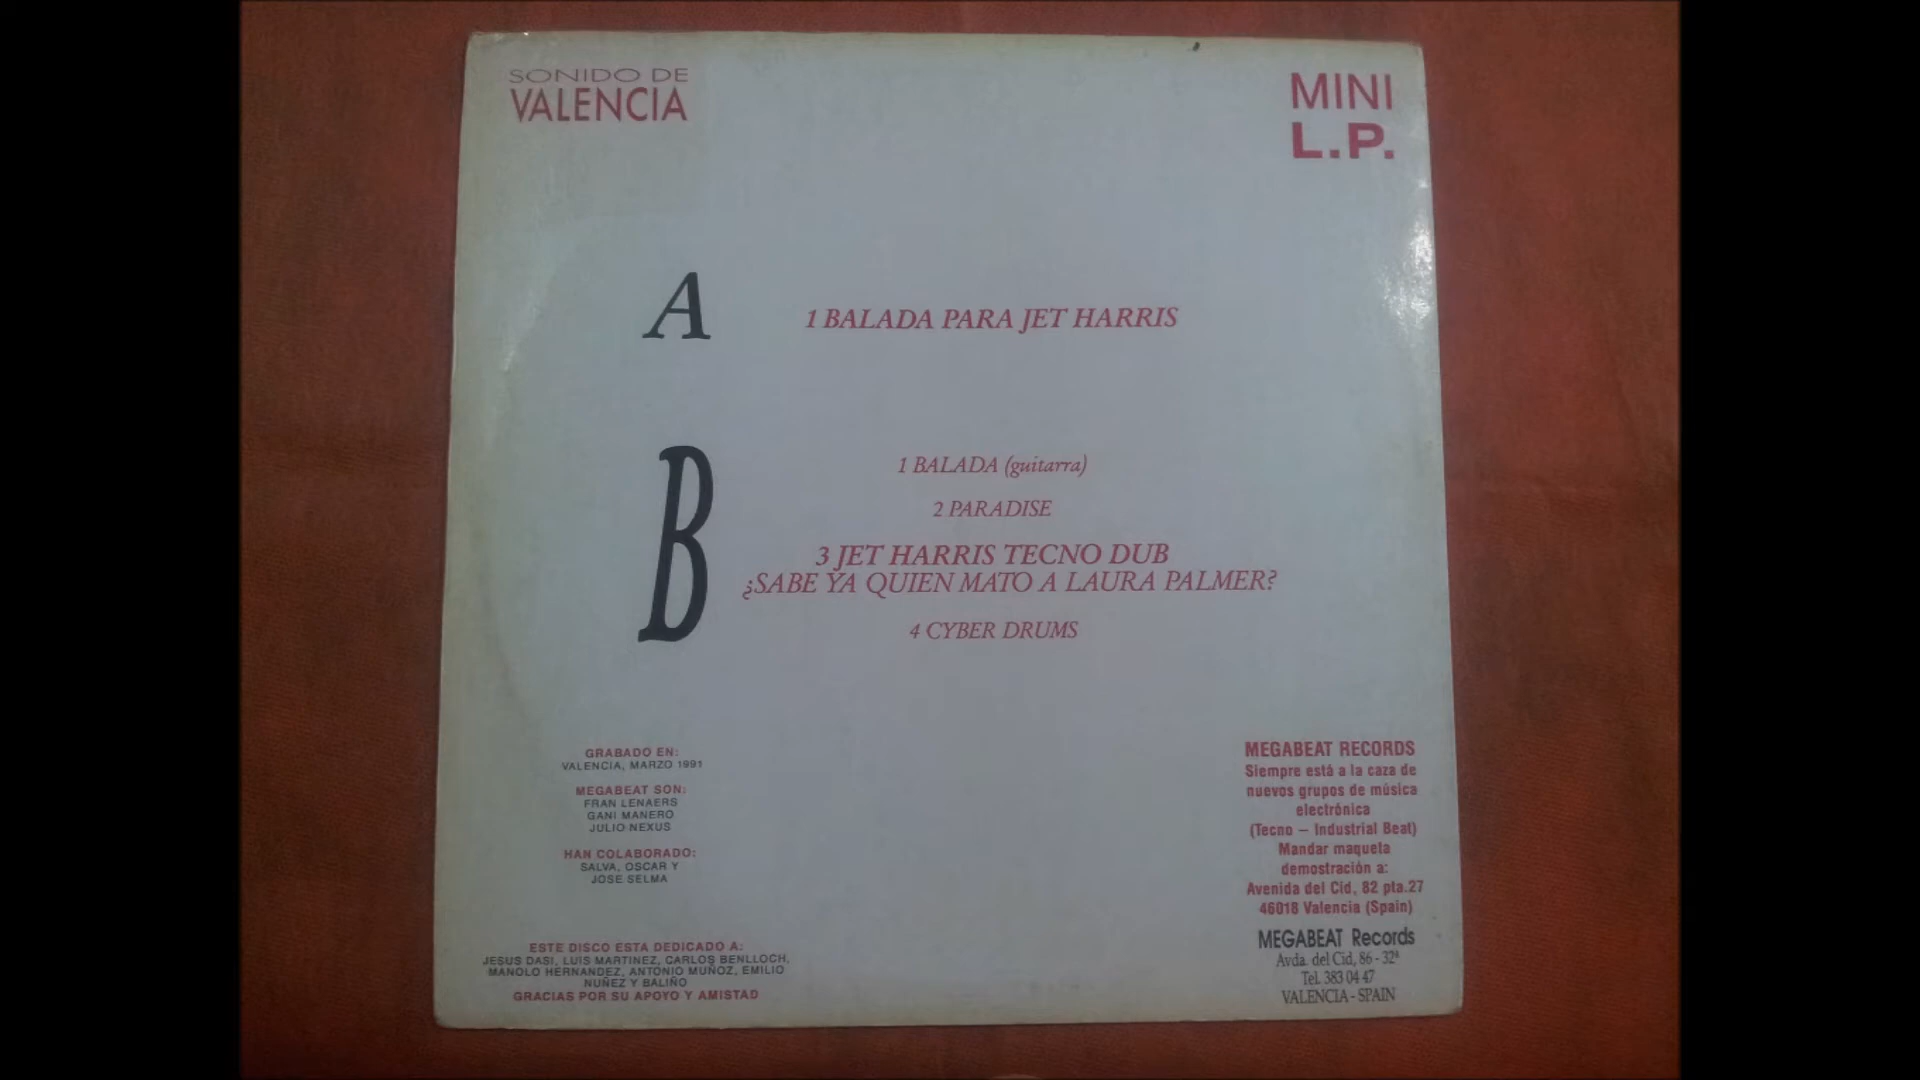 SONIDO DE
VALENCIA
MINI
L.P.
A
1 BALADA PARA JET HARRIS
B
1 BALADA (guitarra)
2 PARADISE
3 JET HARRIS TECNO DUB
¿SABE YA QUIEN MATO A LAURA PALMER?
4 CYBER DRUMS
GRABADO EN:
VALENCIA, MARZO 1991
MEGABEAT SON:
FRAN LENAERS
GANI MANERO
JULIO NEXUS
HAN COLABORADO:
SALVA, OSCAR Y
JOSE SELMA
ESTE DISCO ESTA DEDICADO A:
JESUS DASI, LUIS MARTINEZ, CARLOS BENLLOCH,
MANOLO HERNANDEZ, ANTONIO MUÑOZ, EMILIO
NUÑEZ Y BALIÑO
GRACIAS POR SU APOYO Y AMISTAD
MEGABEAT RECORDS
Siempre está a la caza de
nuevos grupos de música
electrónica
(Tecno – Industrial Beat)
Mandar maqueta
demostración a:
Avenida del Cid, 82 pta.27
46018 Valencia (Spain)
MEGABEAT Records
Avda. del Cid, 86 - 32ª
Tel. 383 04 47
VALENCIA - SPAIN